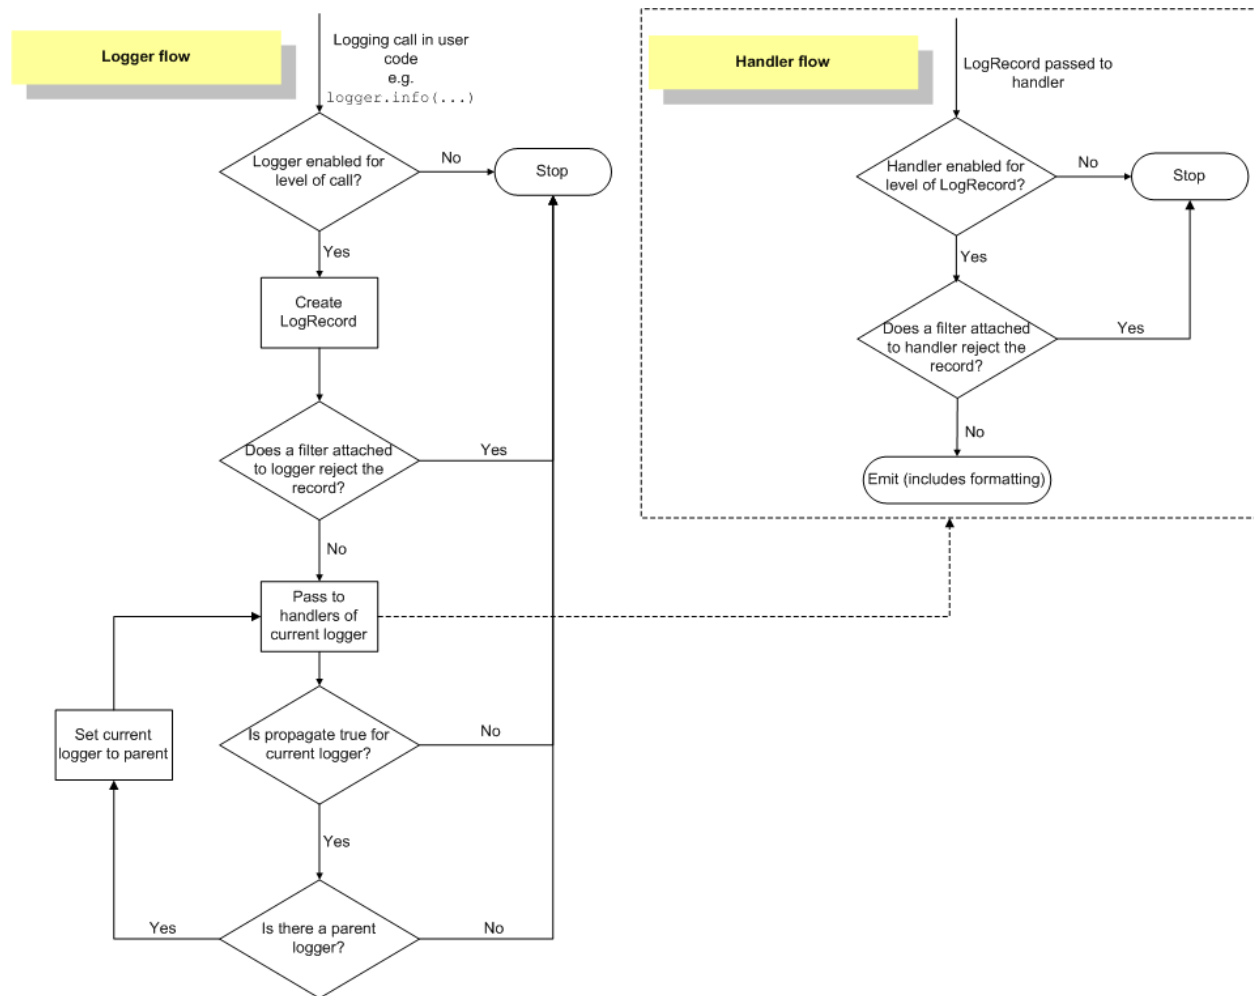 Logger flow
Logging call in user
code
e.g.
logger.info(...)
Logger enabled for
level of call?
No
Stop
Yes
Create
LogRecord
Does a filter attached
to logger reject the
record?
Yes
No
Pass to
handlers of
current logger
Set current
logger to parent
Is propagate true for
current logger?
No
Yes
Is there a parent
logger?
Yes
No
Handler flow
LogRecord passed to
handler
Handler enabled for
level of LogRecord?
No
Stop
Yes
Does a filter attached
to handler reject the
record?
Yes
No
Emit (includes formatting)